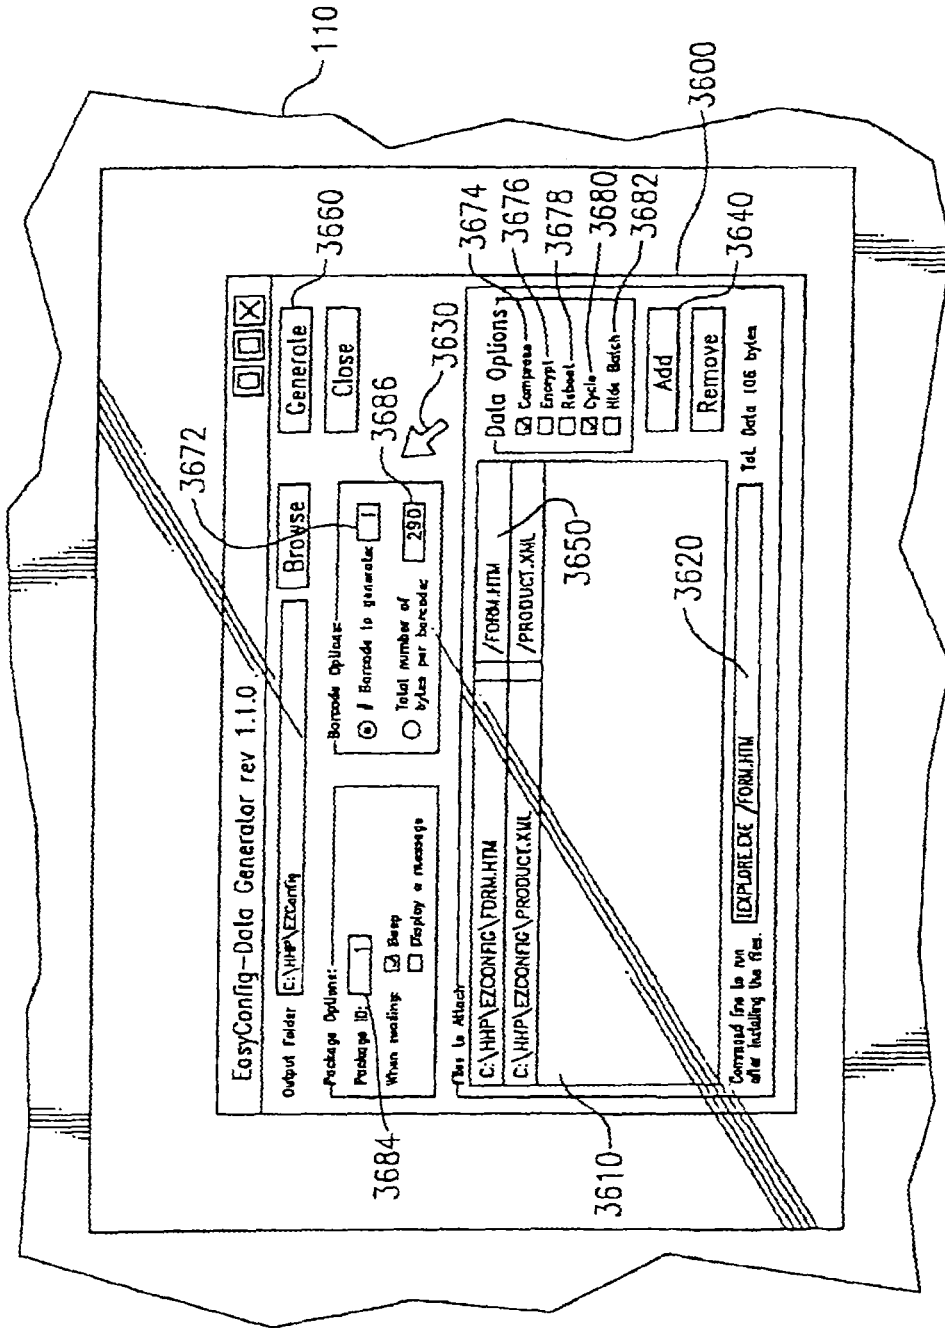 110
EasyConfig-Data Generator rev 1.1.0
Output Folder C:\HHP\EZConfig Browse Generate
Close
3660
3672
3686
3630
Package Options:
Package ID: 1
When reading: Beep
Display a message
3684
Barcode Options:
# Barcode to generate: 1
Total number of
bytes per barcode: 290
Files to Attach
C:\HHP\EZCONFIG\FORM.HTM /FORM.HTM
C:\HHP\EZCONFIG\PRODUCT.XML /PRODUCT.XML
3610
3650
Data Options
Compress
Encrypt
Reboot
Cycle
Hide Batch
3674
3676
3678
3680
3682
Add
Remove
3640
3600
Command line to run
after installing the files.
IEXPLORE.EXE /FORM.HTM
3620
Tot. Data 106 bytes